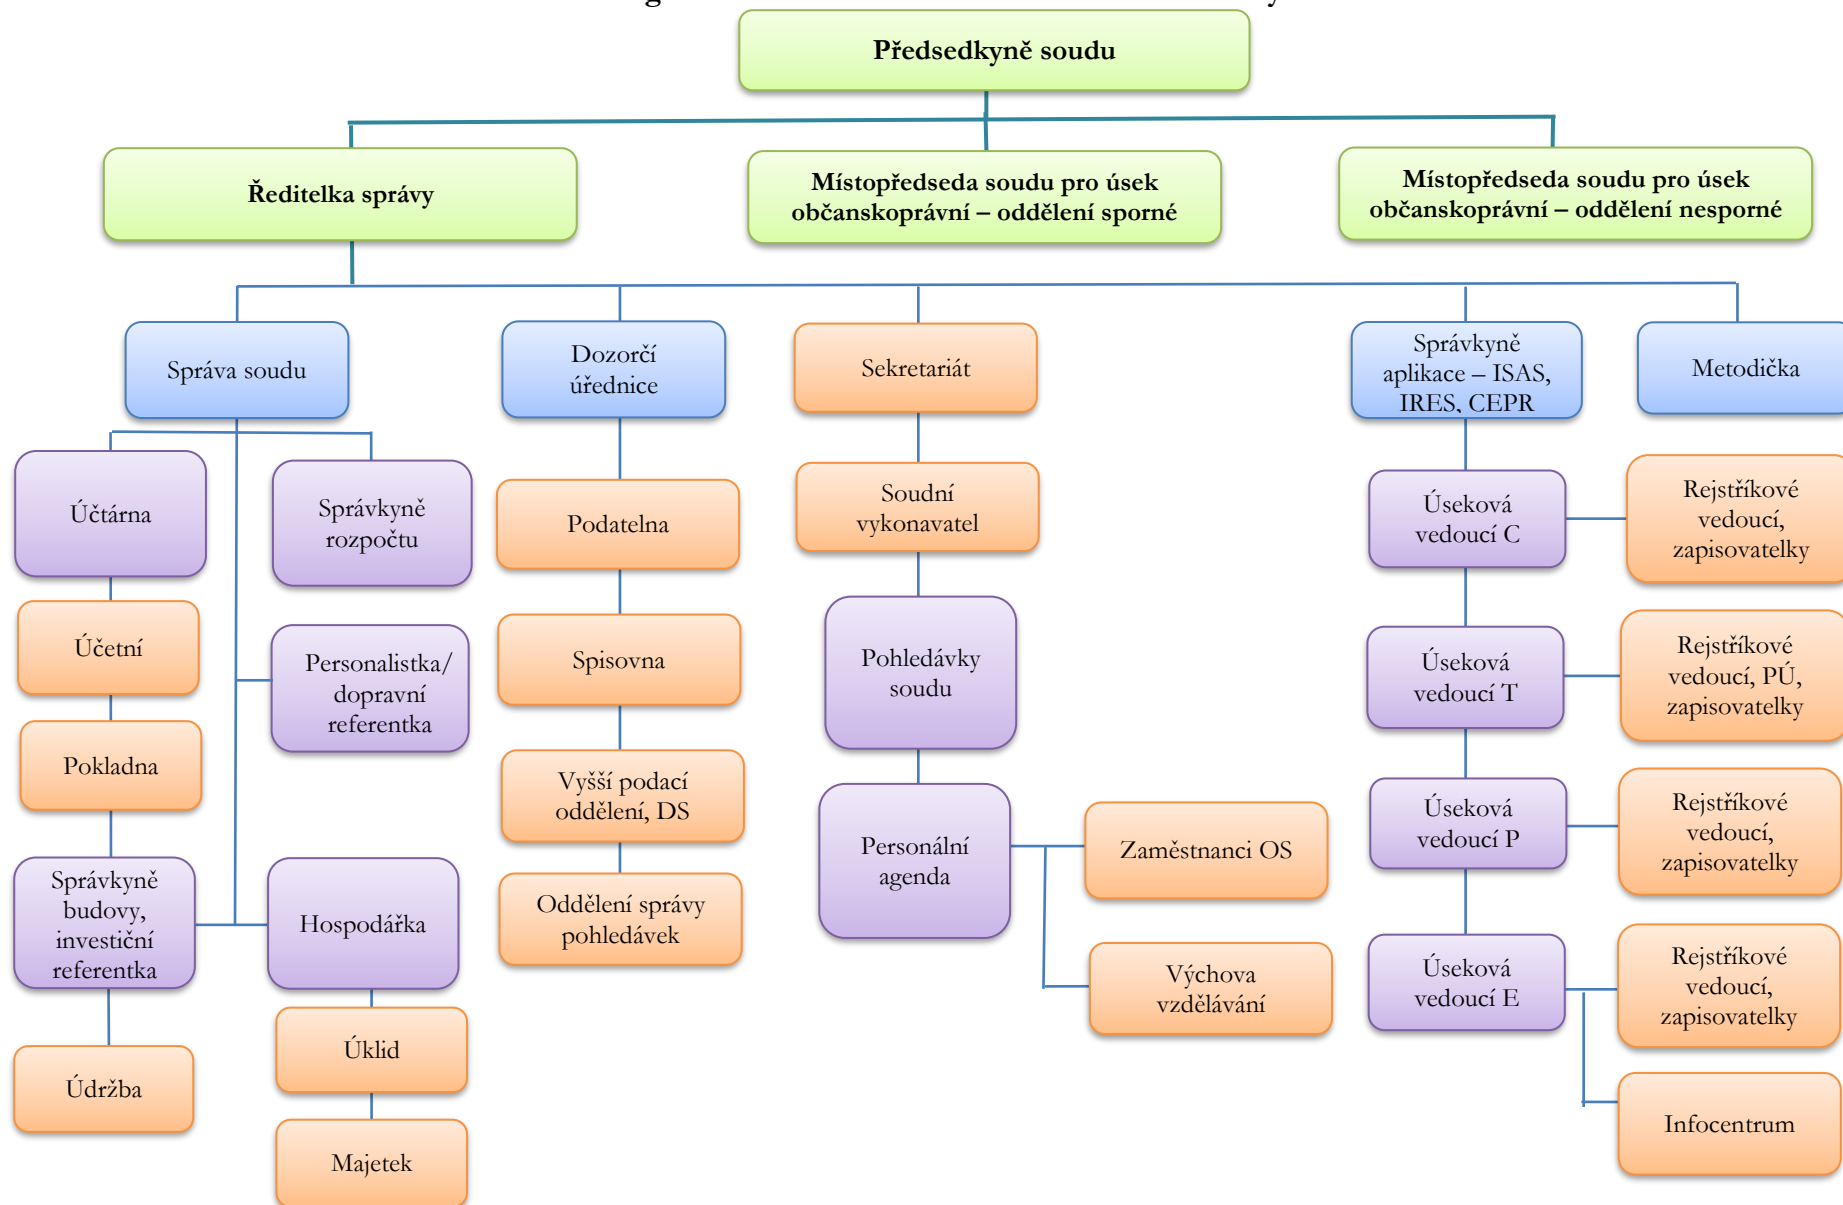 Předsedkyně soudu
Ředitelka správy
Místopředseda soudu pro úsek
občanskoprávní – oddělení sporné
Místopředseda soudu pro úsek
občanskoprávní – oddělení nesporné
Správa soudu
Dozorčí
úřednice
Sekretariát
Správkyně
aplikace – ISAS,
IRES, CEPR
Metodička
Účtárna
Správkyně
rozpočtu
Podatelna
Soudní
vykonavatel
Úseková
vedoucí C
Rejstříkové
vedoucí,
zapisovatelky
Účetní
Personalistka/
dopravní
referentka
Spisovna
Pohledávky
soudu
Úseková
vedoucí T
Rejstříkové
vedoucí, PÚ,
zapisovatelky
Pokladna
Vyšší podací
oddělení, DS
Personální
agenda
Zaměstnanci OS
Úseková
vedoucí P
Rejstříkové
vedoucí,
zapisovatelky
Správkyně
budovy,
investiční
referentka
Hospodářka
Oddělení správy
pohledávek
Výchova
vzdělávání
Úseková
vedoucí E
Rejstříkové
vedoucí,
zapisovatelky
Údržba
Úklid
Infocentrum
Majetek